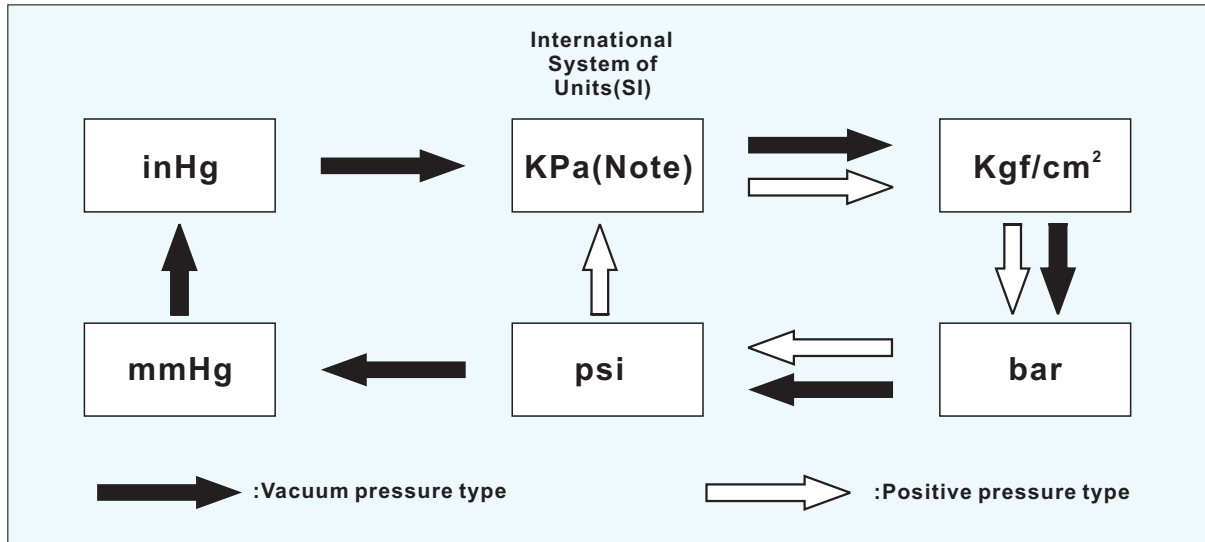 International
System of
Units(SI)
inHg
KPa(Note)
Kgf/cm²
mmHg
psi
bar
:Vacuum pressure type
:Positive pressure type